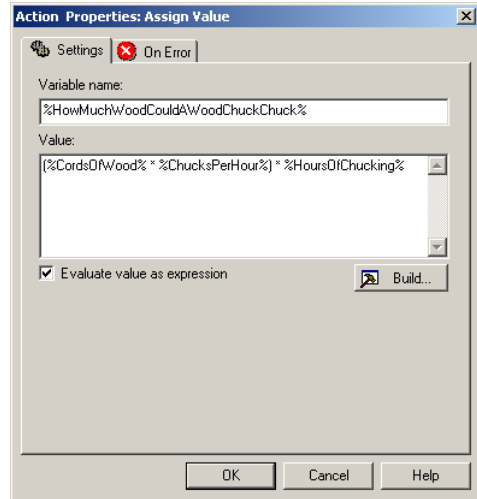 Action Properties: Assign Value
Settings
On Error
Variable name:
%HowMuchWoodCouldAWoodChuckChuck%
Value:
(%CordsOfWood% * %ChucksPerHour%) * %HoursOfChucking%
Evaluate value as expression
Build...
OK
Cancel
Help